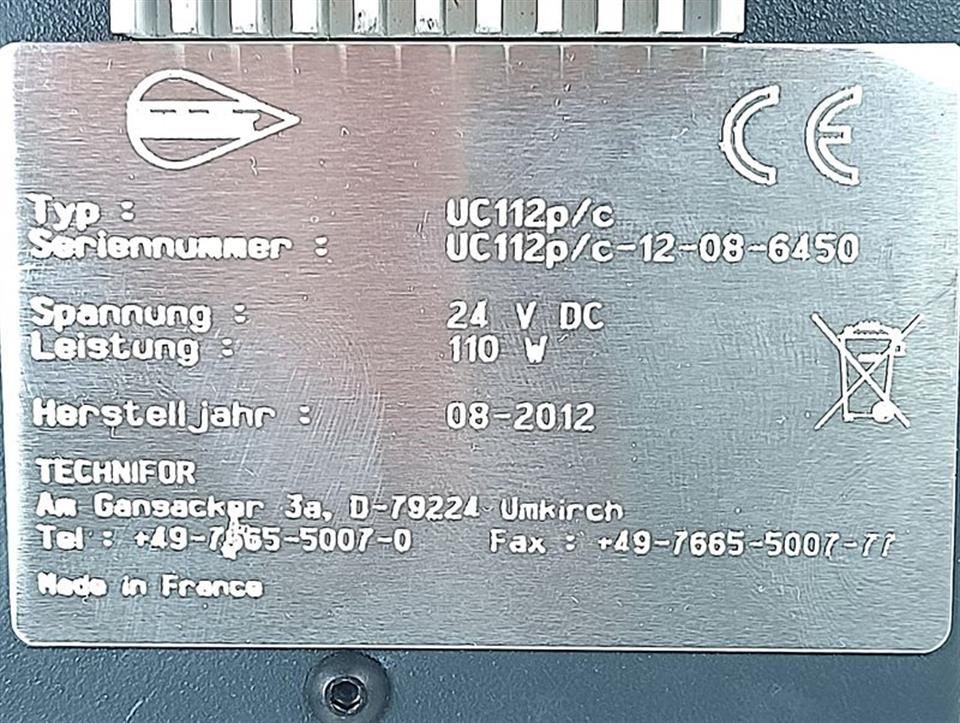 CE
Typ : UC112p/c
Seriennummer : UC112p/c-12-08-6450
Spannung : 24 V DC
Leistung : 110 W
Herstelljahr : 08-2012
TECHNIFOR
Am Gansacker 3a, D-79224 Umkirch
Tel : +49-7665-5007-0 Fax : +49-7665-5007-77
Made in France